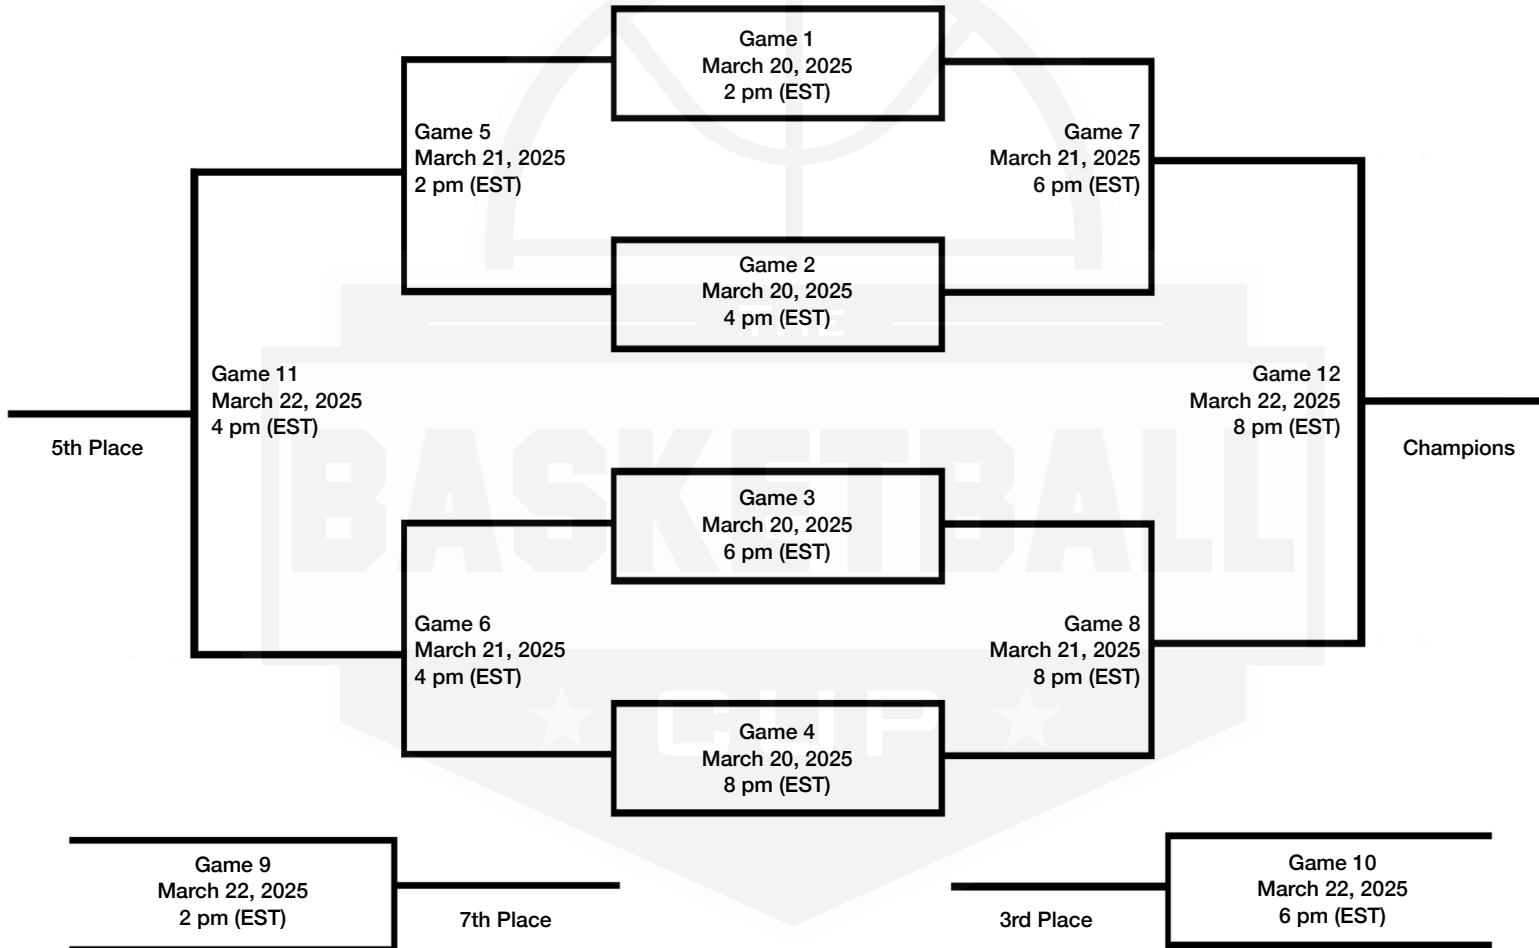 Game 1
March 20, 2025
2 pm (EST)
Game 5
March 21, 2025
2 pm (EST)
Game 7
March 21, 2025
6 pm (EST)
Game 2
March 20, 2025
4 pm (EST)
THE
Game 11
March 22, 2025
4 pm (EST)
5th Place
Game 12
March 22, 2025
8 pm (EST)
Champions
BASKETBALL
Game 3
March 20, 2025
6 pm (EST)
Game 6
March 21, 2025
4 pm (EST)
Game 8
March 21, 2025
8 pm (EST)
CUP
Game 4
March 20, 2025
8 pm (EST)
Game 9
March 22, 2025
2 pm (EST)
7th Place
3rd Place
Game 10
March 22, 2025
6 pm (EST)